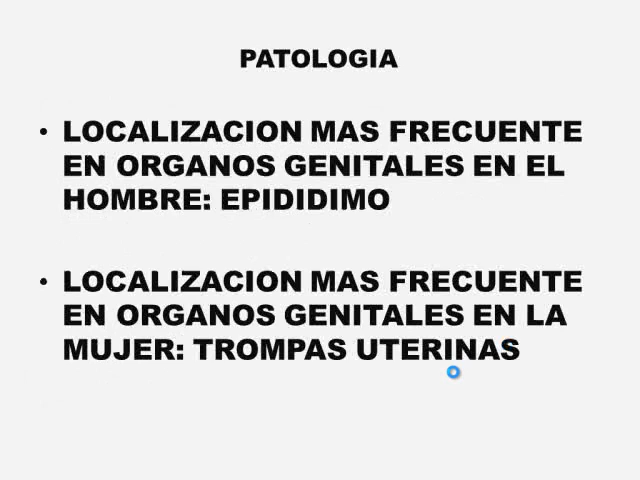 PATOLOGIA
• LOCALIZACION MAS FRECUENTE
EN ORGANOS GENITALES EN EL
HOMBRE: EPIDIDIMO
• LOCALIZACION MAS FRECUENTE
EN ORGANOS GENITALES EN LA
MUJER: TROMPAS UTERINAS